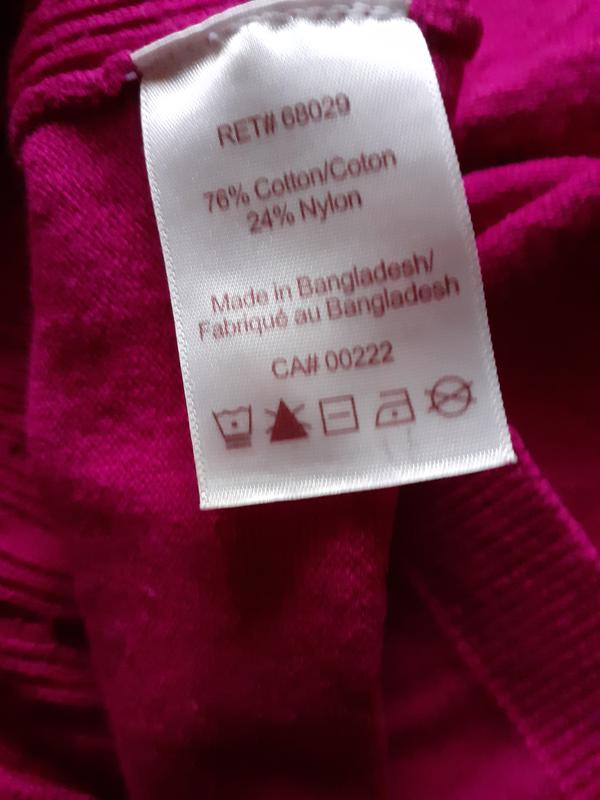 RET# 68029
76% Cotton/Coton
24% Nylon
Made in Bangladesh/
Fabriqué au Bangladesh
CA# 00222